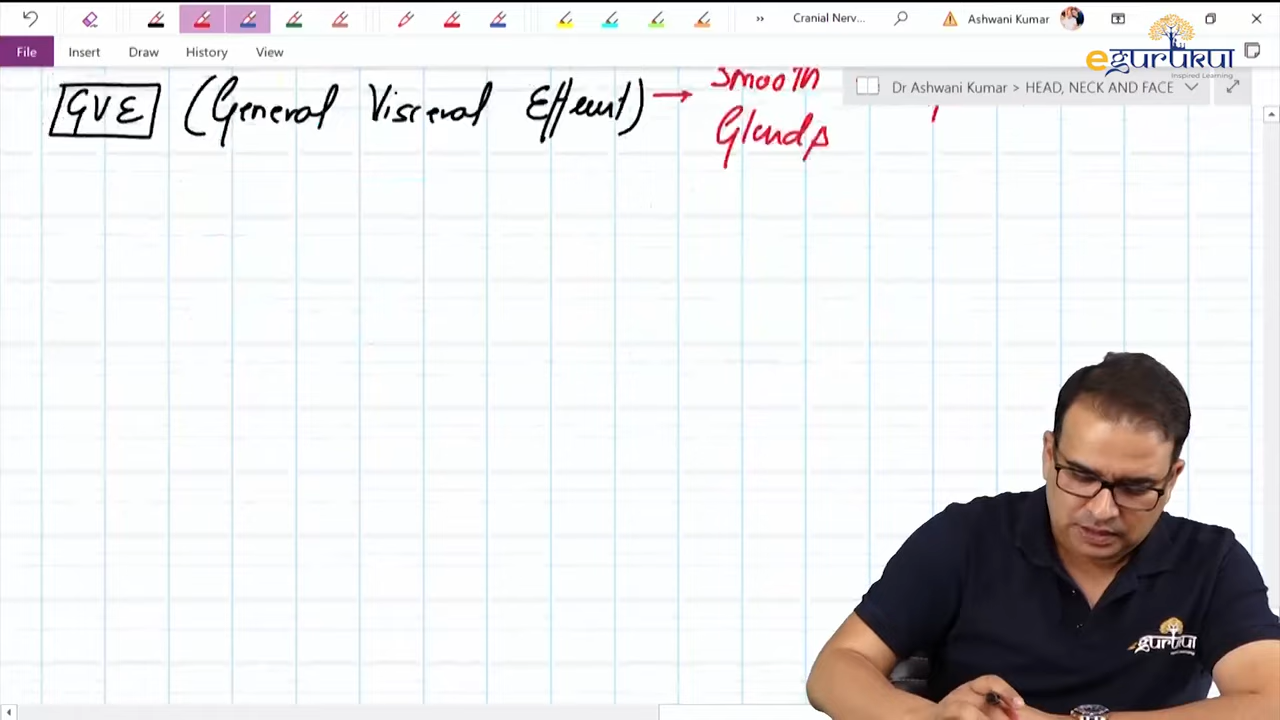 Cranial Nerv... Ashwani Kumar
File Insert Draw History View
egurukul
Inspired Learning
Dr Ashwani Kumar > HEAD, NECK AND FACE
GVE (General Visceral Efferent) → Smooth
Glands
gurukul